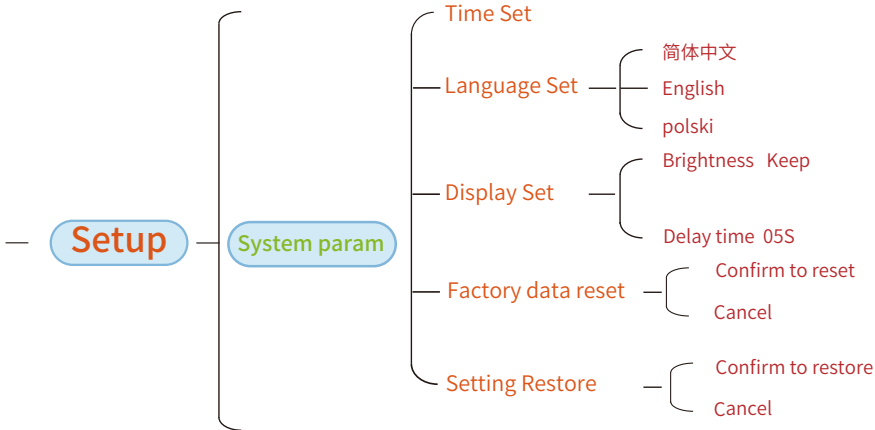 Setup
System param
Time Set
Language Set
简体中文
English
polski
Display Set
Brightness Keep
Delay time 05S
Factory data reset
Confirm to reset
Cancel
Setting Restore
Confirm to restore
Cancel